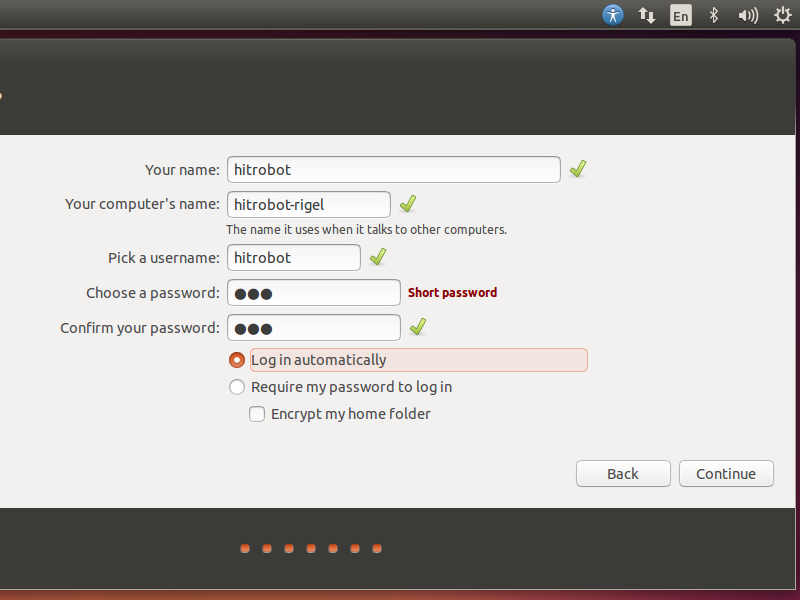 En
Your name: hitrobot
Your computer's name: hitrobot-rigel
The name it uses when it talks to other computers.
Pick a username: hitrobot
Choose a password: ●●● Short password
Confirm your password: ●●●
Log in automatically
Require my password to log in
Encrypt my home folder
Back Continue